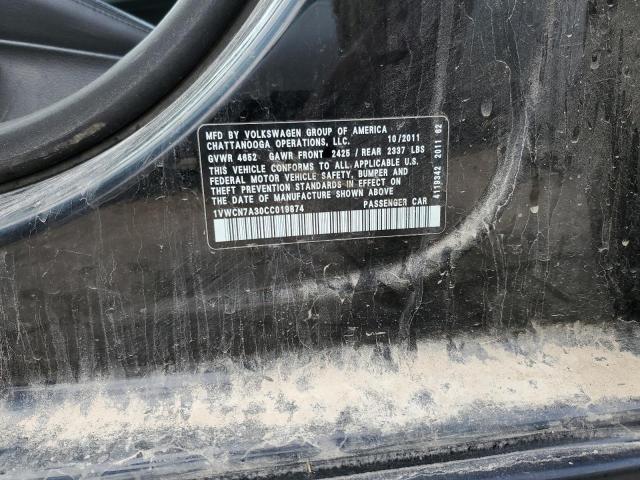 MFD BY VOLKSWAGEN GROUP OF AMERICA
CHATTANOOGA OPERATIONS, LLC. 10/2011
GVWR 4652 GAWR FRONT 2425 / REAR 2337 LBS
THIS VEHICLE CONFORMS TO ALL APPLICABLE U.S.
FEDERAL MOTOR VEHICLE SAFETY, BUMPER AND
THEFT PREVENTION STANDARDS IN EFFECT ON
THE DATE OF MANUFACTURE SHOWN ABOVE
1VWCN7A30CC019874 PASSENGER CAR
4119342 2011 62